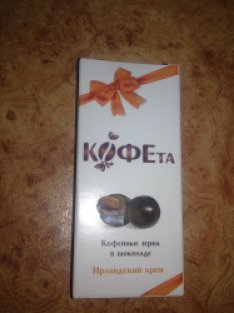 КОФЕТА
Кофейные зерна
в шоколаде
Ирландский крем